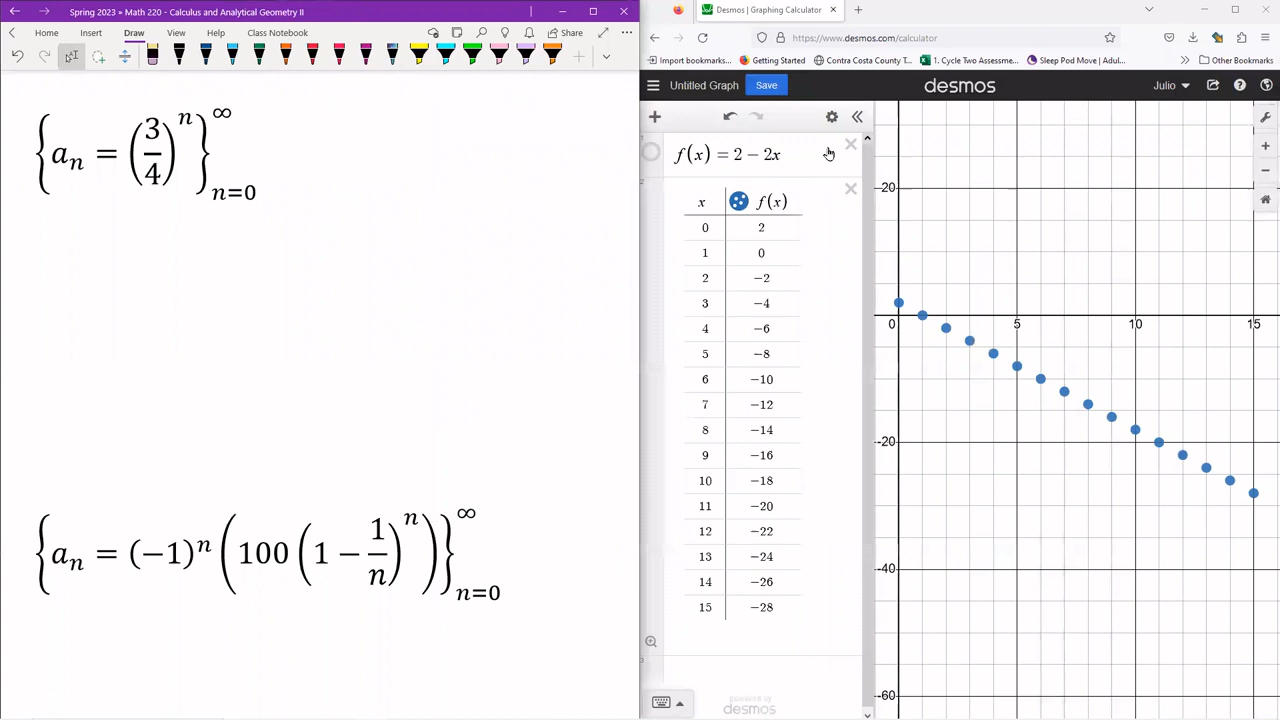 Spring 2023 » Math 220 - Calculus and Analytical Geometry II
Home Insert Draw View Help Class Notebook Share
{a_n = (3/4)^n}_{n=0}^∞
{a_n = (−1)^n (100 (1 − 1/n)^n)}_{n=0}^∞
Desmos | Graphing Calculator
https://www.desmos.com/calculator
Import bookmarks... Getting Started Contra Costa County T... 1. Cycle Two Assessme... Sleep Pod Move | Adul... Other Bookmarks
Untitled Graph Save desmos Julio
1
f(x) = 2 − 2x
2
x f(x)
0 2
1 0
2 −2
3 −4
4 −6
5 −8
6 −10
7 −12
8 −14
9 −16
10 −18
11 −20
12 −22
13 −24
14 −26
15 −28
3
powered by
desmos
20
0 5 10 15
-20
-40
-60